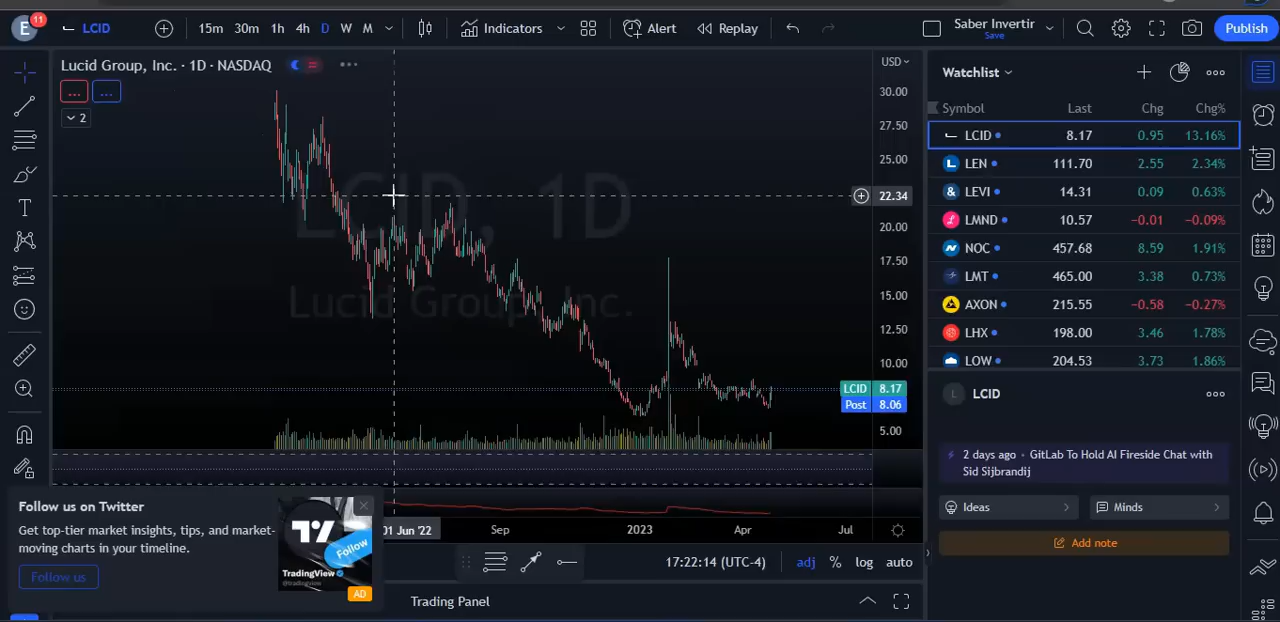 E
11
LCID
15m 30m 1h 4h D W M
Indicators
Alert
Replay
Saber Invertir
Save
Publish
Lucid Group, Inc. · 1D · NASDAQ
...
...
2
LCID, 1D
Lucid Group, Inc.
USD
30.00
27.50
25.00
22.34
20.00
17.50
15.00
12.50
10.00
LCID 8.17
Post 8.06
5.00
Watchlist
Symbol Last Chg Chg%
LCID 8.17 0.95 13.16%
LEN 111.70 2.55 2.34%
LEVI 14.31 0.09 0.63%
LMND 10.57 −0.01 −0.09%
NOC 457.68 8.59 1.91%
LMT 465.00 3.38 0.73%
AXON 215.55 −0.58 −0.27%
LHX 198.00 3.46 1.78%
LOW 204.53 3.73 1.86%
L LCID
2 days ago · GitLab To Hold AI Fireside Chat with
Sid Sijbrandij
Ideas
Minds
Add note
Follow us on Twitter
Get top-tier market insights, tips, and market-
moving charts in your timeline.
Follow us
Follow
TradingView
@tradingview
AD
01 Jun '22 Sep 2023 Apr Jul
17:22:14 (UTC-4) adj % log auto
Trading Panel